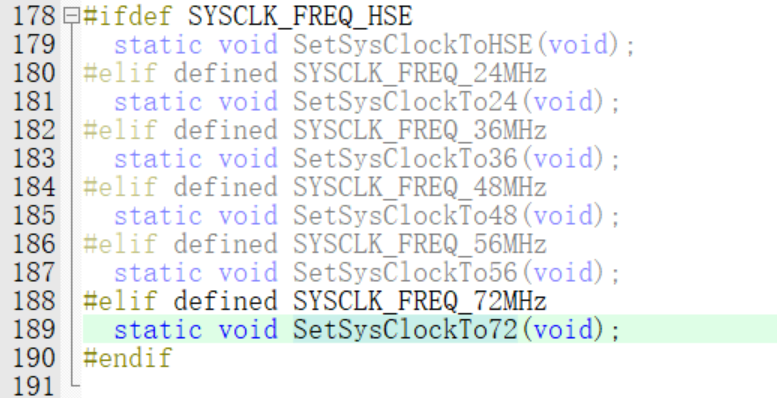 178 #ifdef SYSCLK_FREQ_HSE
179   static void SetSysClockToHSE(void);
180 #elif defined SYSCLK_FREQ_24MHz
181   static void SetSysClockTo24(void);
182 #elif defined SYSCLK_FREQ_36MHz
183   static void SetSysClockTo36(void);
184 #elif defined SYSCLK_FREQ_48MHz
185   static void SetSysClockTo48(void);
186 #elif defined SYSCLK_FREQ_56MHz
187   static void SetSysClockTo56(void);
188 #elif defined SYSCLK_FREQ_72MHz
189   static void SetSysClockTo72(void);
190 #endif
191